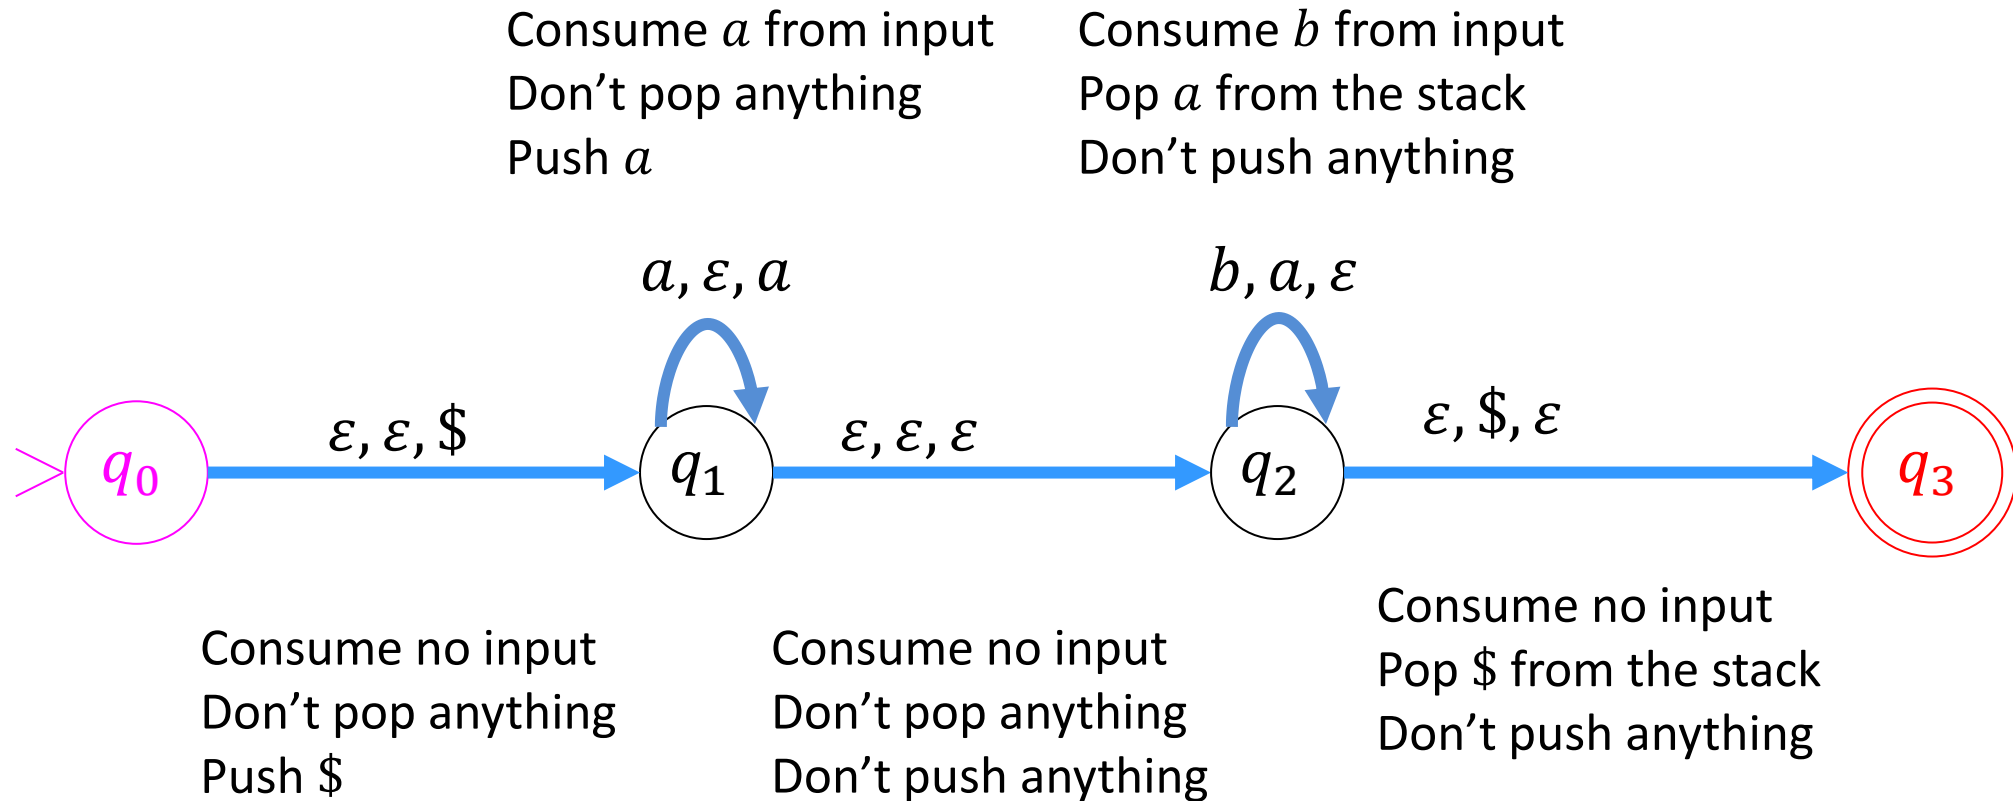 Consume a from input
Don’t pop anything
Push a
Consume b from input
Pop a from the stack
Don’t push anything
a, ε, a
b, a, ε
ε, ε, $
ε, ε, ε
ε, $, ε
q₀
q₁
q₂
q₃
Consume no input
Don’t pop anything
Push $
Consume no input
Don’t pop anything
Don’t push anything
Consume no input
Pop $ from the stack
Don’t push anything